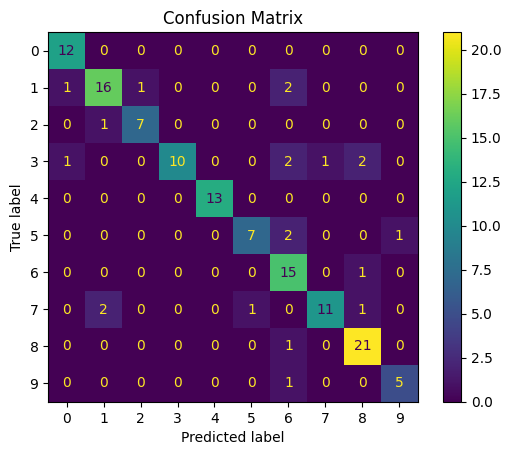 Confusion Matrix
0 12 0 0 0 0 0 0 0 0 0
1 1 16 1 0 0 0 2 0 0 0
2 0 1 7 0 0 0 0 0 0 0
3 1 0 0 10 0 0 2 1 2 0
4 0 0 0 0 13 0 0 0 0 0
5 0 0 0 0 0 7 2 0 0 1
6 0 0 0 0 0 0 15 0 1 0
7 0 2 0 0 0 1 0 11 1 0
8 0 0 0 0 0 0 1 0 21 0
9 0 0 0 0 0 0 1 0 0 5
0 1 2 3 4 5 6 7 8 9
Predicted label
True label
20.0
17.5
15.0
12.5
10.0
7.5
5.0
2.5
0.0